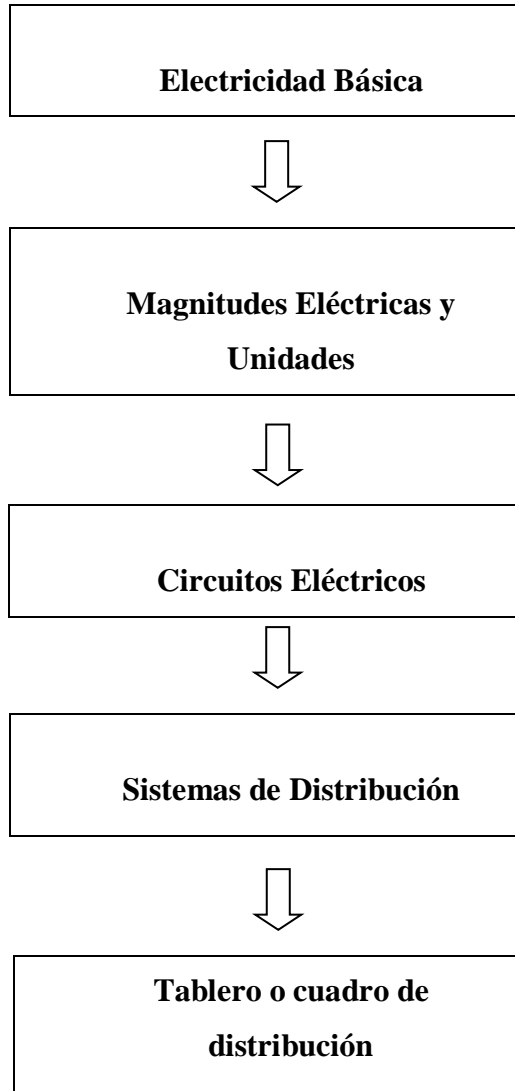 Electricidad Básica
Magnitudes Eléctricas y
Unidades
Circuitos Eléctricos
Sistemas de Distribución
Tablero o cuadro de
distribución